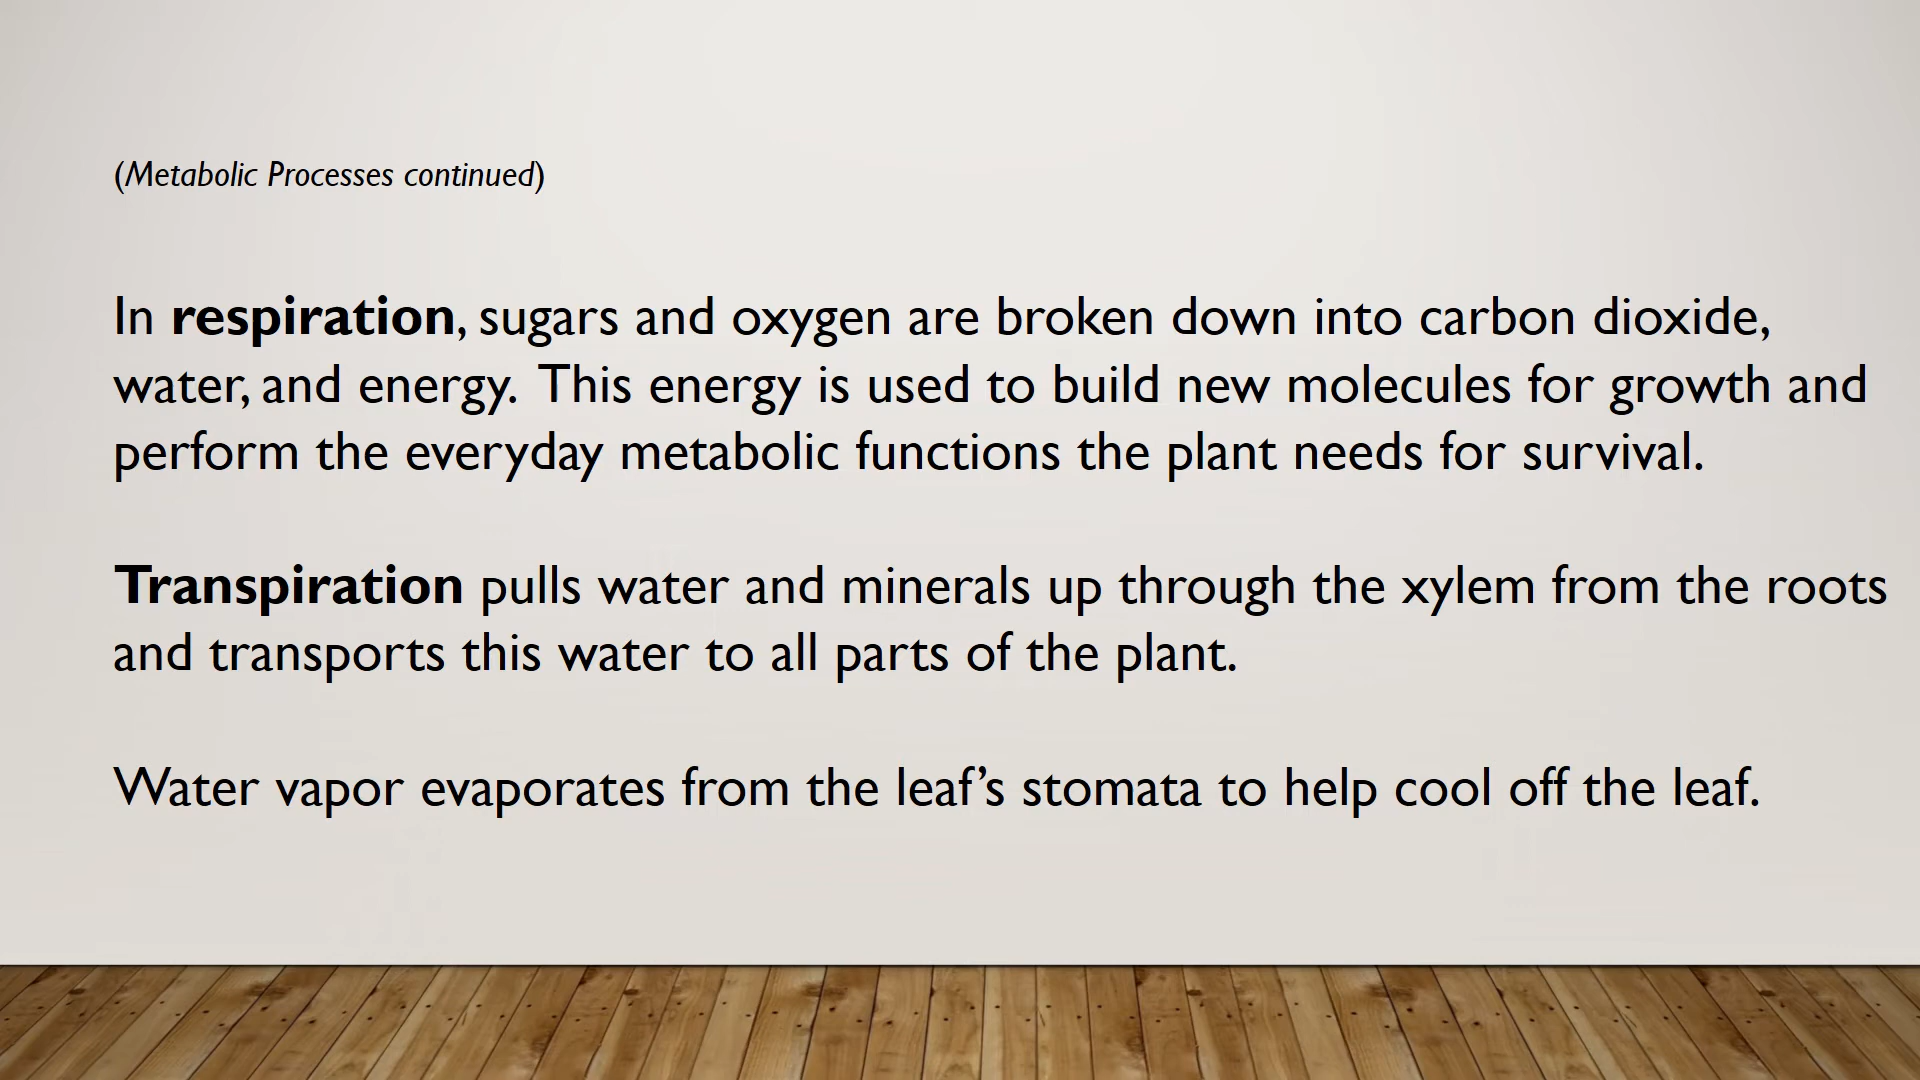 (Metabolic Processes continued)
In respiration, sugars and oxygen are broken down into carbon dioxide,
water, and energy. This energy is used to build new molecules for growth and
perform the everyday metabolic functions the plant needs for survival.
Transpiration pulls water and minerals up through the xylem from the roots
and transports this water to all parts of the plant.
Water vapor evaporates from the leaf’s stomata to help cool off the leaf.